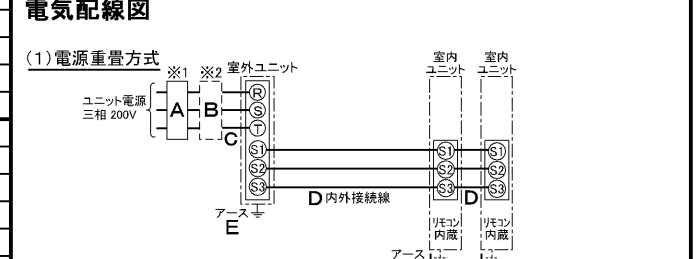 電気配線図
(1)電源重畳方式
※1 ※2 室外ユニット
室内ユニット 室内ユニット
ユニット電源
三相 200V
A B C
R
S
T
S1
S2
S3
S1
S2
S3
S1
S2
S3
D 内外接続線
D
アース
E
リモコン内蔵 リモコン内蔵
アース